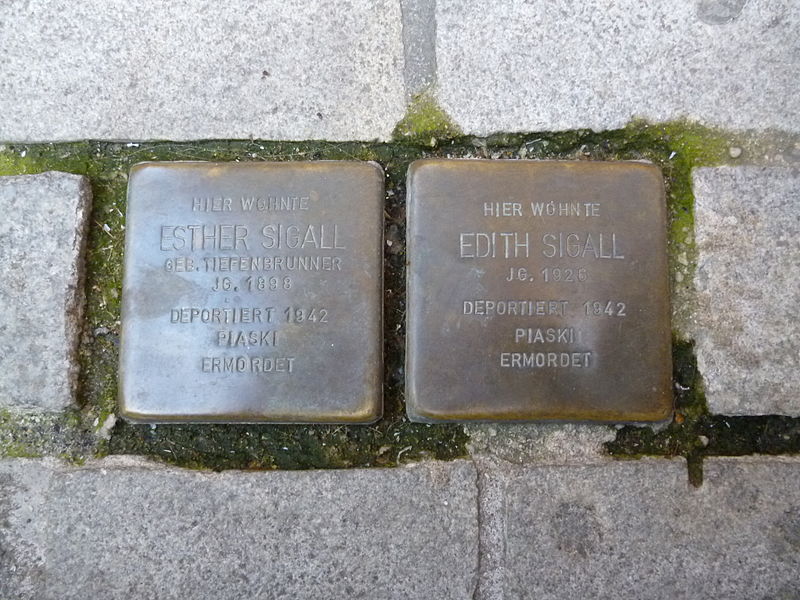 HIER WOHNTE
ESTHER SIGALL
GEB. TIEFENBRUNNER
JG. 1898
DEPORTIERT 1942
PIASKI
ERMORDET
HIER WOHNTE
EDITH SIGALL
JG. 1926
DEPORTIERT 1942
PIASKI
ERMORDET